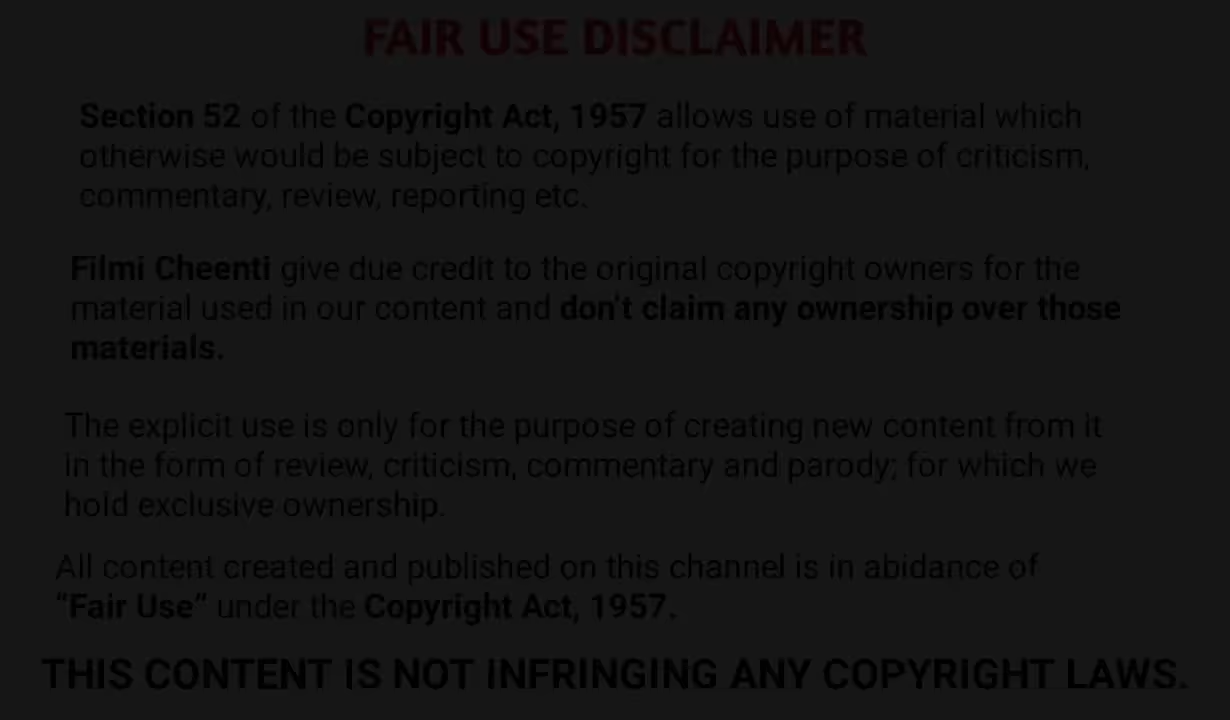 FAIR USE DISCLAIMER
Section 52 of the Copyright Act, 1957 allows use of material which
otherwise would be subject to copyright for the purpose of criticism,
commentary, review, reporting etc.
Filmi Cheenti give due credit to the original copyright owners for the
material used in our content and don't claim any ownership over those
materials.
The explicit use is only for the purpose of creating new content from it
in the form of review, criticism, commentary and parody; for which we
hold exclusive ownership.
All content created and published on this channel is in abidance of
“Fair Use” under the Copyright Act, 1957.
THIS CONTENT IS NOT INFRINGING ANY COPYRIGHT LAWS.